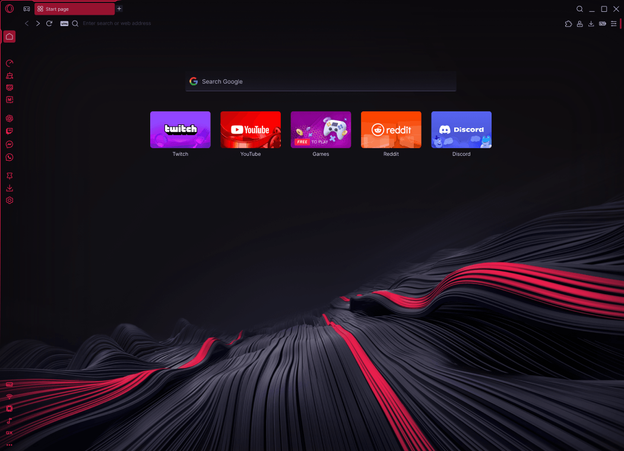 Start page
VPN
Enter search or web address
Search Google
twitch
YouTube
FREE TO PLAY
reddit
Discord
Twitch
YouTube
Games
Reddit
Discord